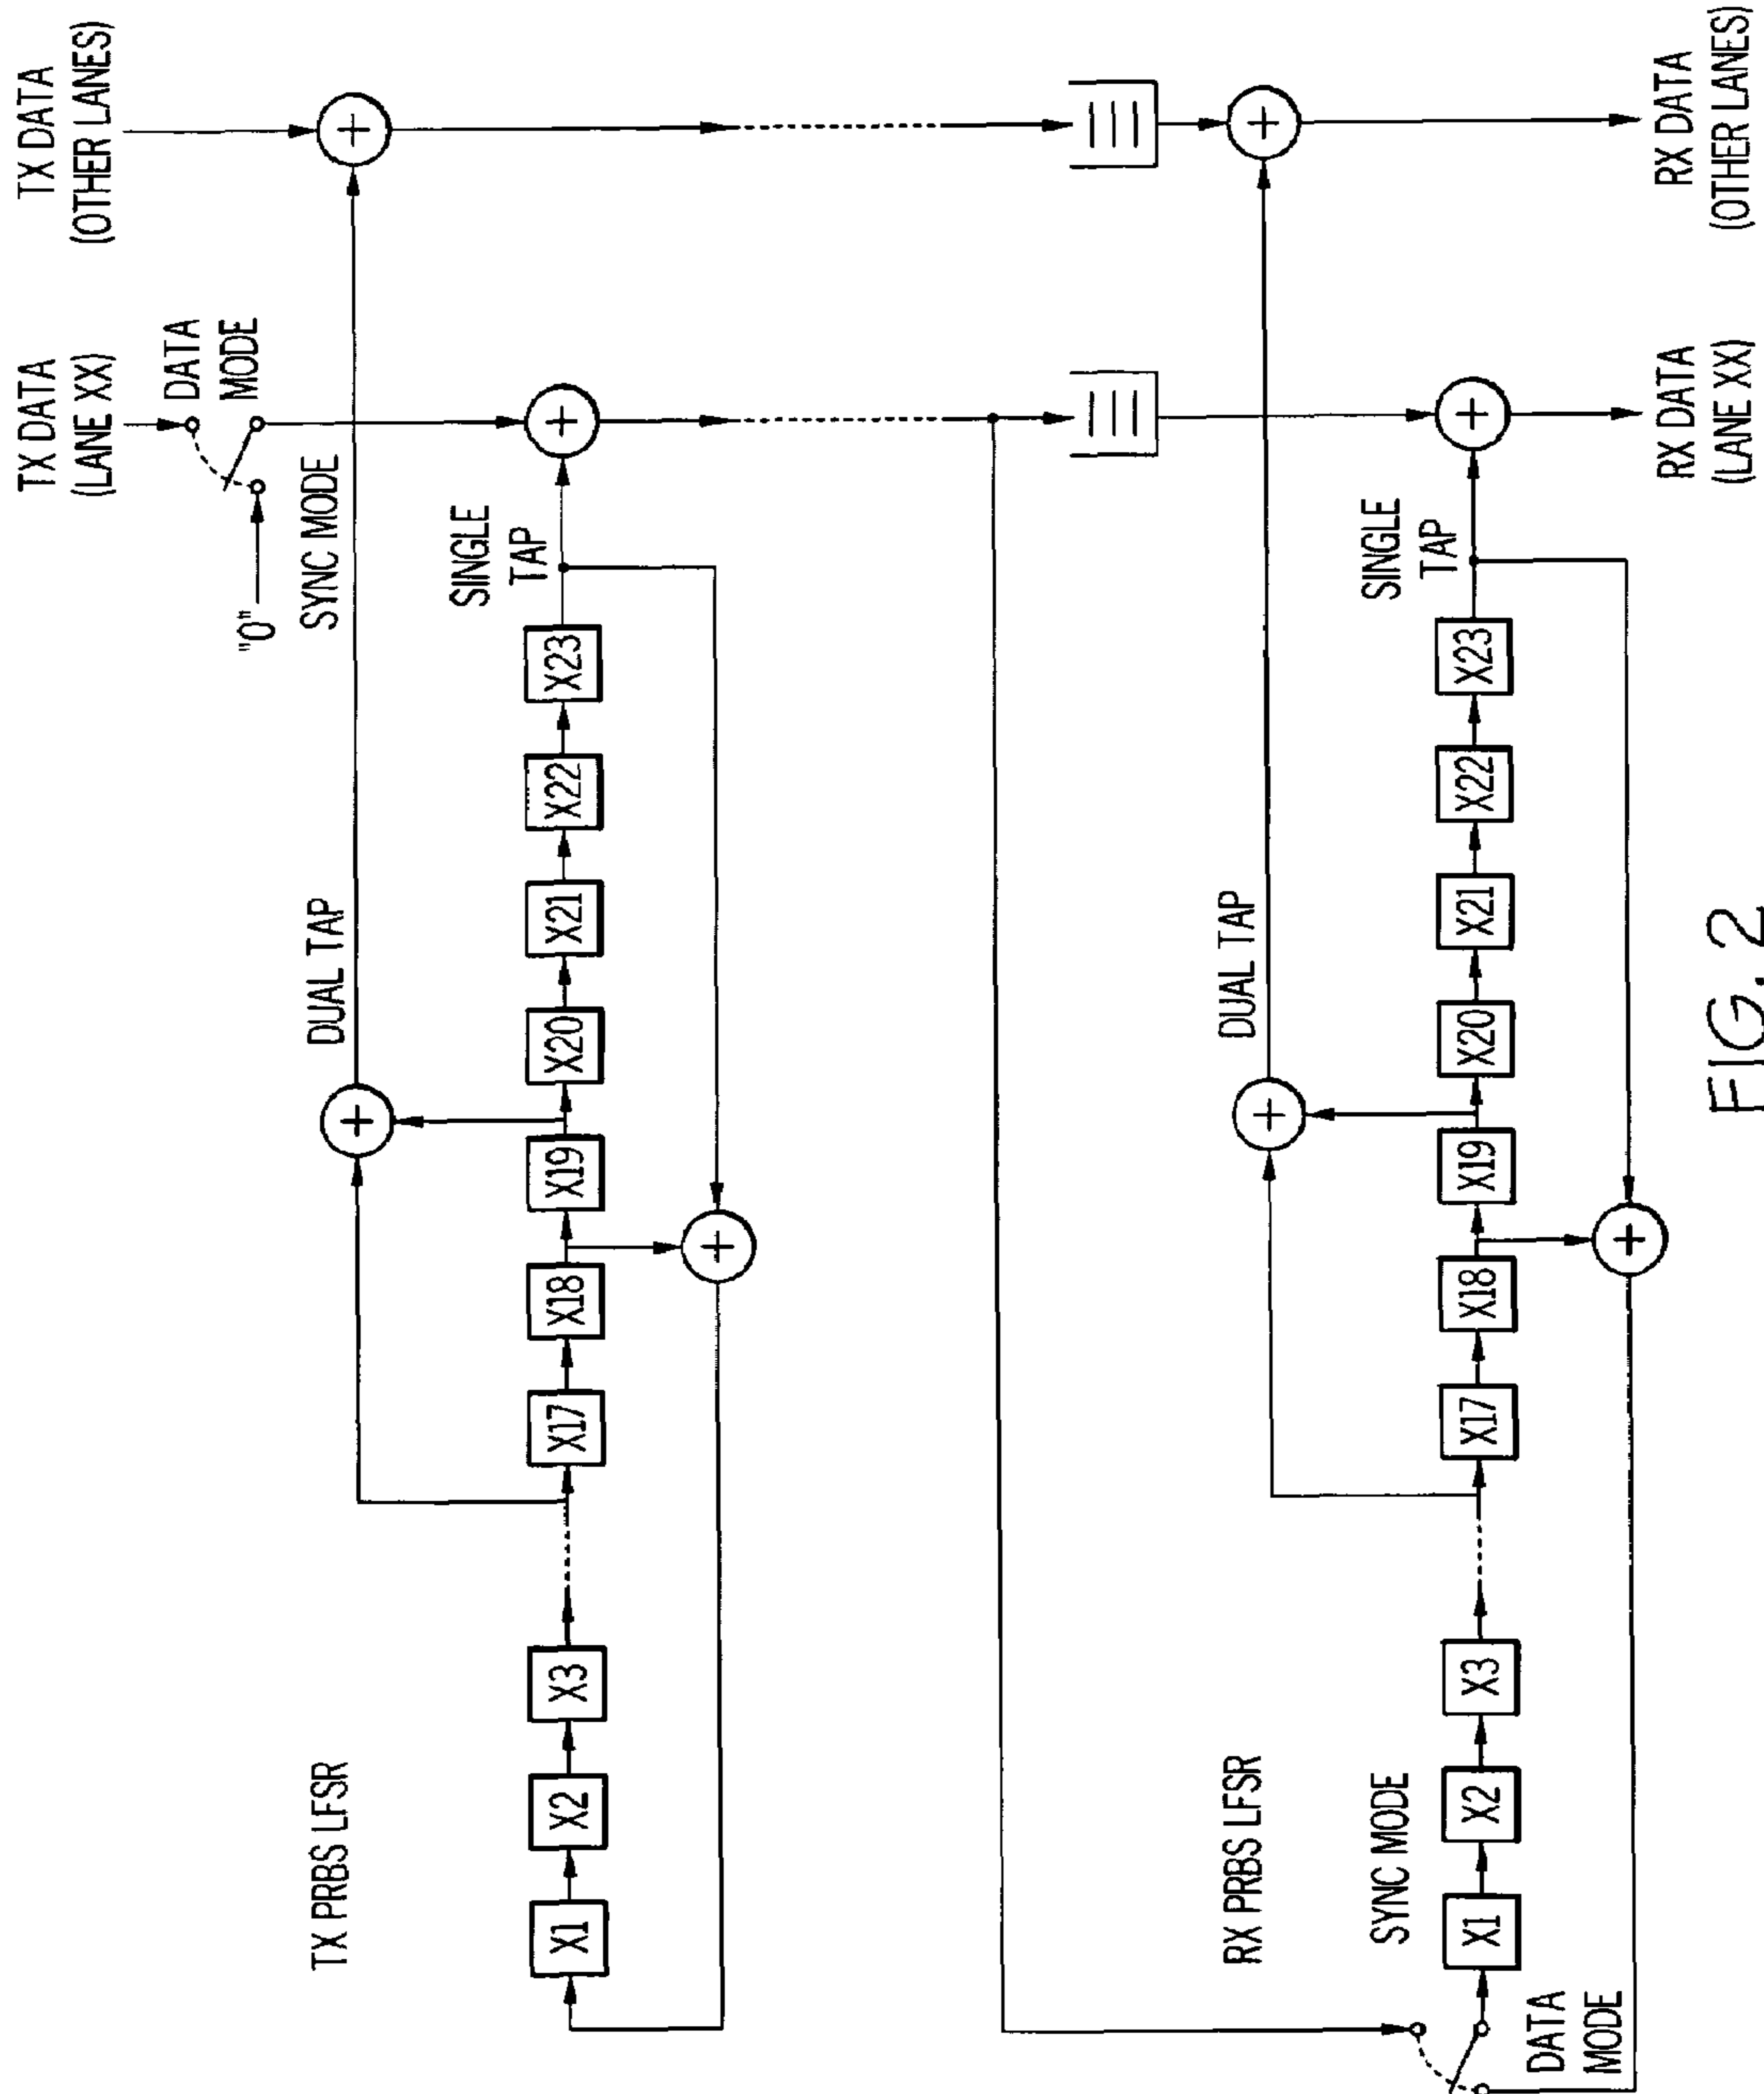 TX DATA
(LANE XX)
TX DATA
(OTHER LANES)
DATA
MODE
"0"
SYNC MODE
DUAL TAP
SINGLE
TAP
TX PRBS LFSR
X1
X2
X3
X17
X18
X19
X20
X21
X22
X23
+
+
+
+
DUAL TAP
SINGLE
TAP
RX PRBS LFSR
SYNC MODE
X1
X2
X3
X17
X18
X19
X20
X21
X22
X23
+
+
+
+
DATA
MODE
RX DATA
(LANE XX)
RX DATA
(OTHER LANES)
FIG. 2